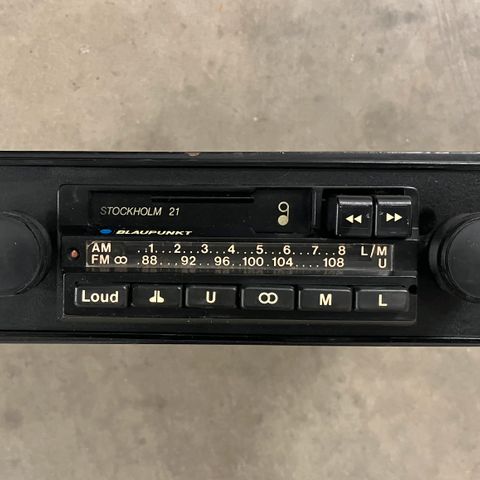 STOCKHOLM 21
BLAUPUNKT
AM ..1...2...3...4...5...6...7...8 L/M
FM ꝏ .88....92...96...100..104....108 U
Loud U ꝏ M L